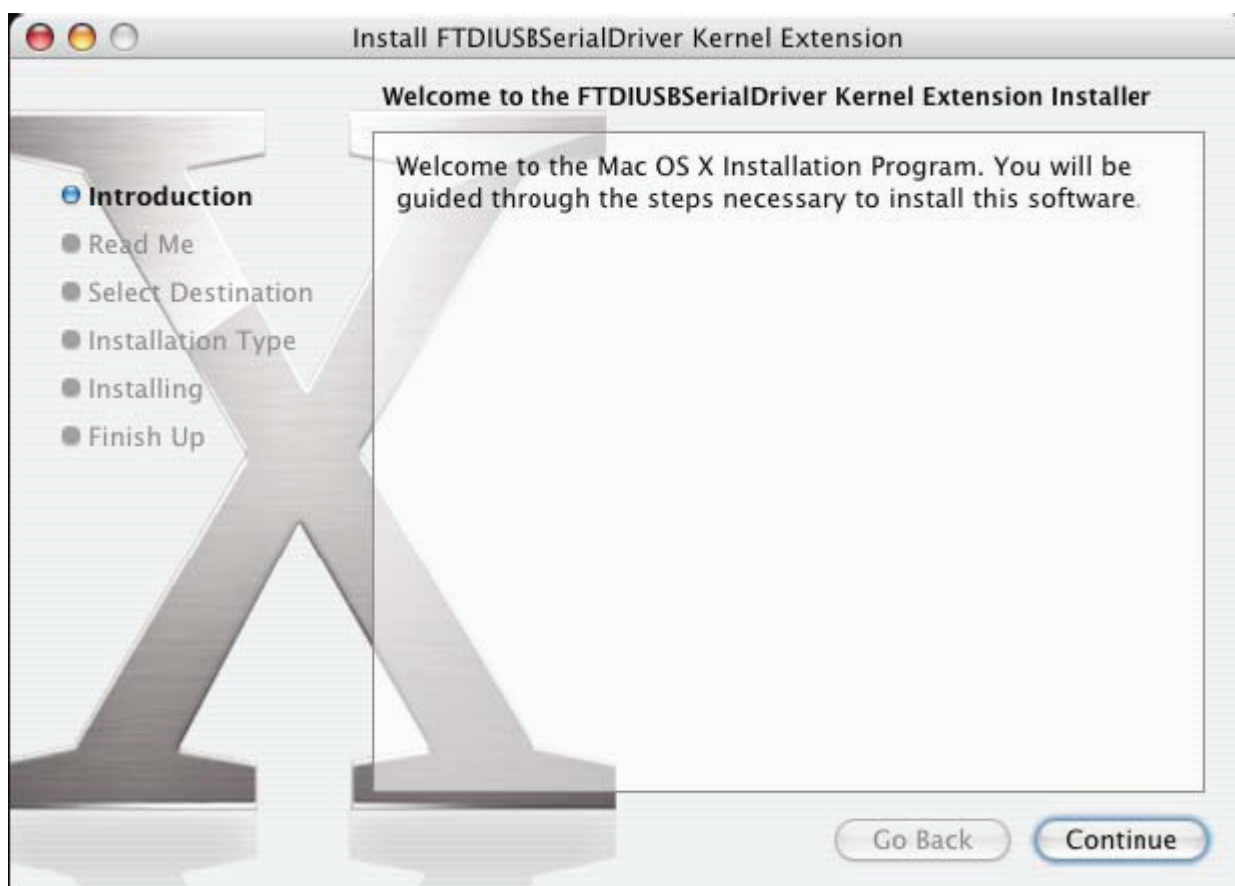 Install FTDIUSBSerialDriver Kernel Extension
Welcome to the FTDIUSBSerialDriver Kernel Extension Installer
Introduction
Read Me
Select Destination
Installation Type
Installing
Finish Up
Welcome to the Mac OS X Installation Program. You will be
guided through the steps necessary to install this software.
Go Back
Continue